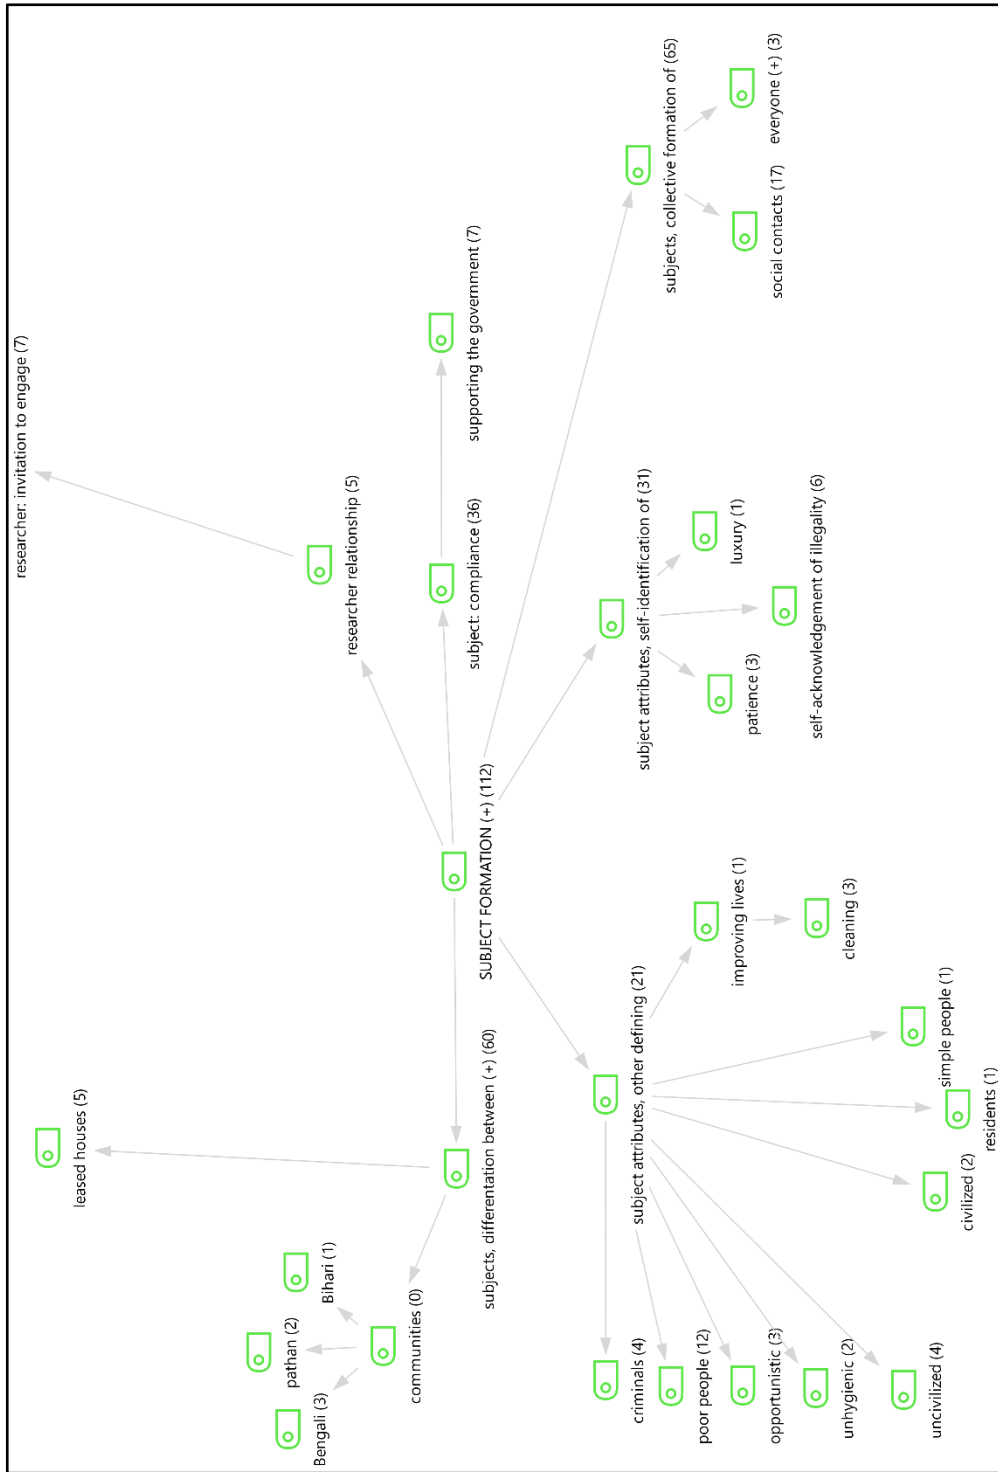 leased houses (5)
Bengali (3)
pathan (2)
Bihari (1)
communities (0)
subjects, differentation between (+) (60)
researcher: invitation to engage (7)
researcher relationship (5)
supporting the government (7)
subject: compliance (36)
SUBJECT FORMATION (+) (112)
everyone (+) (3)
social contacts (17)
subjects, collective formation of (65)
subject attributes, self-identification of (31)
luxury (1)
patience (3)
self-acknowledgement of illegality (6)
subject attributes, other defining (21)
improving lives (1)
cleaning (3)
simple people (1)
residents (1)
civilized (2)
criminals (4)
poor people (12)
opportunistic (3)
unhygienic (2)
uncivilized (4)